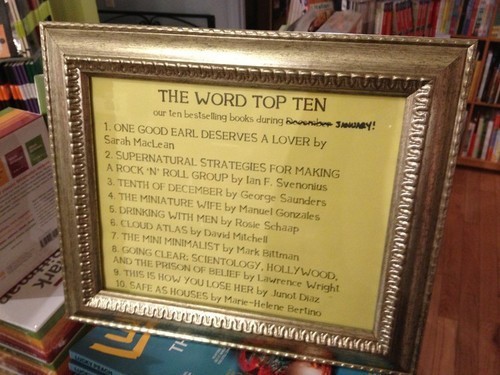 THE WORD TOP TEN
our ten bestselling books during December JANUARY!
1. ONE GOOD EARL DESERVES A LOVER by
Sarah MacLean
2. SUPERNATURAL STRATEGIES FOR MAKING
A ROCK 'N' ROLL GROUP by Ian F. Svenonius
3. TENTH OF DECEMBER by George Saunders
4. THE MINIATURE WIFE by Manuel Gonzales
5. DRINKING WITH MEN by Rosie Schaap
6. CLOUD ATLAS by David Mitchell
7. THE MINI MINIMALIST by Mark Bittman
8. GOING CLEAR: SCIENTOLOGY, HOLLYWOOD,
AND THE PRISON OF BELIEF by Lawrence Wright
9. THIS IS HOW YOU LOSE HER by Junot Diaz
10. SAFE AS HOUSES by Marie-Helene Bertino